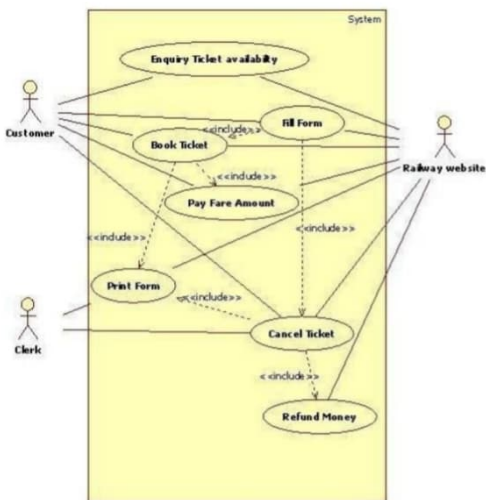 System
Enquiry Ticket availabilty
Fill Form
Customer
<<include>>
Book Ticket
Railway website
<<include>>
Pay Fare Amount
<<include>>
<<include>>
Print Form
<<include>>
Cancel Ticket
Clerk
<<include>>
Refund Money